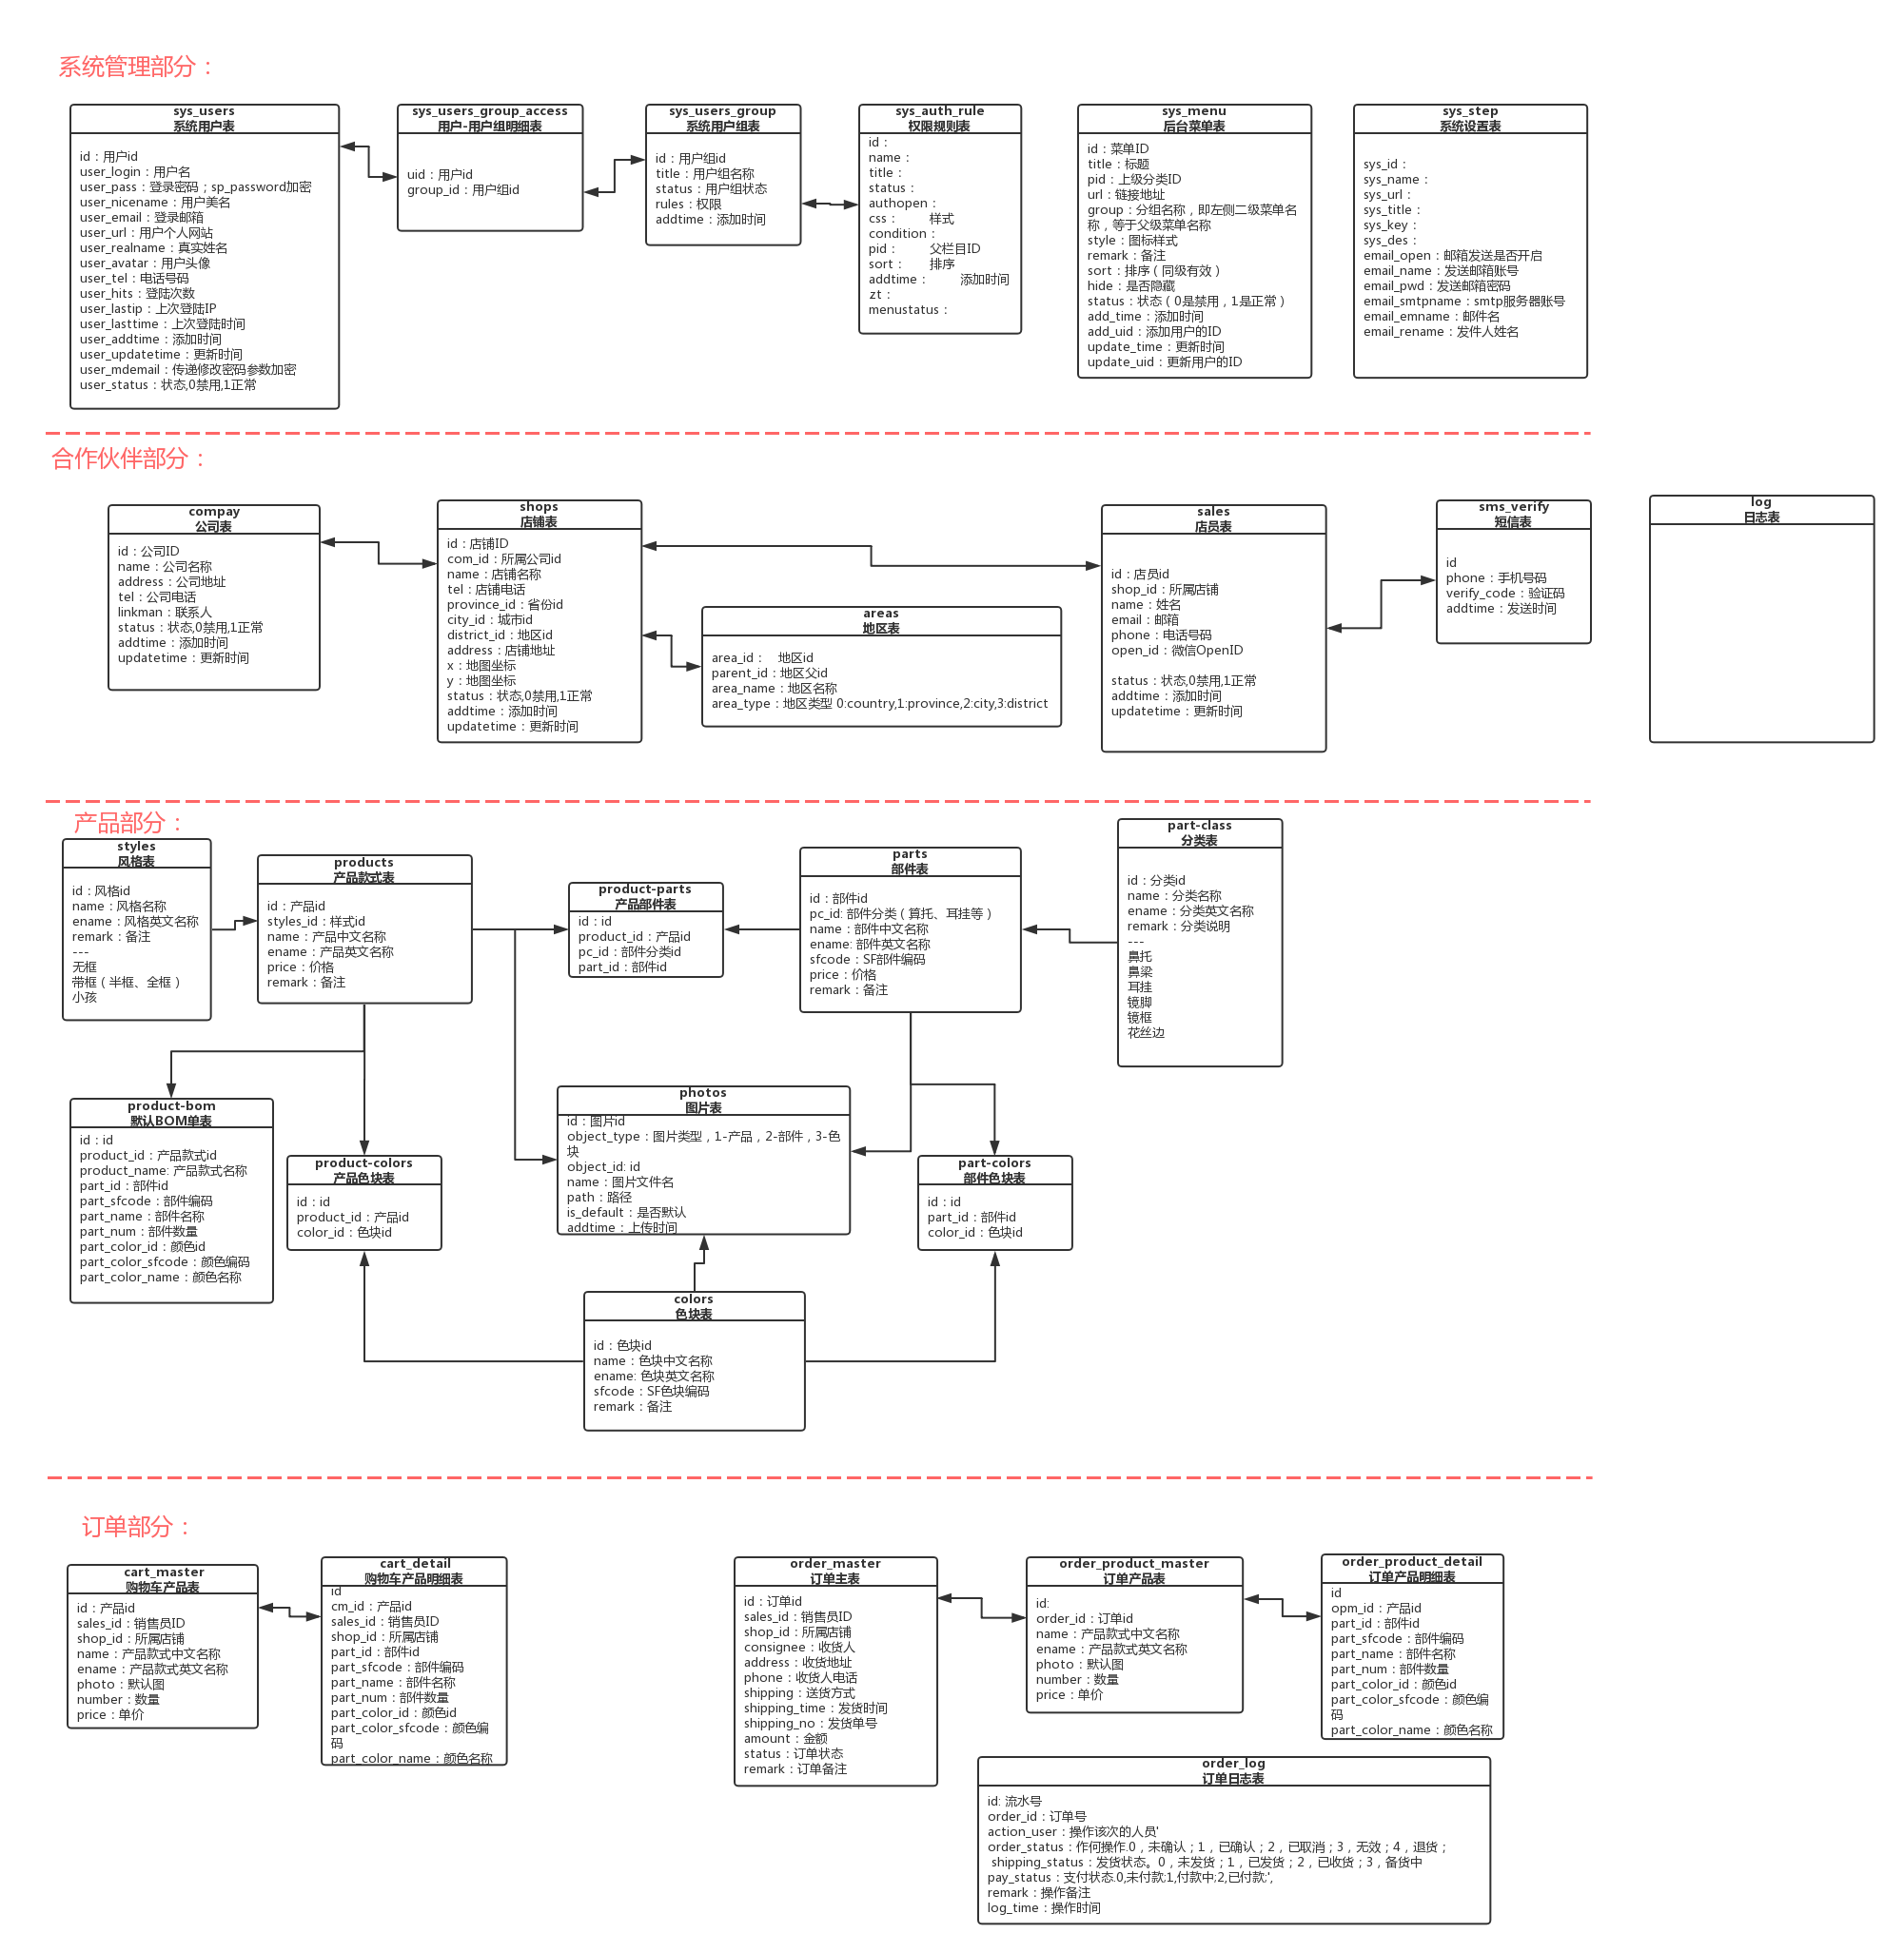 系统管理部分：
sys_users
系统用户表
id：用户id
user_login：用户名
user_pass：登录密码；sp_password加密
user_nicename：用户美名
user_email：登录邮箱
user_url：用户个人网站
user_realname：真实姓名
user_avatar：用户头像
user_tel：电话号码
user_hits：登陆次数
user_lastip：上次登陆IP
user_lasttime：上次登陆时间
user_addtime：添加时间
user_updatetime：更新时间
user_mdemail：传递修改密码参数加密
user_status：状态,0禁用,1正常
sys_users_group_access
用户-用户组明细表
uid：用户id
group_id：用户组id
sys_users_group
系统用户组表
id：用户组id
title：用户组名称
status：用户组状态
rules：权限
addtime：添加时间
sys_auth_rule
权限规则表
id：
name：
title：
status：
authopen：
css：　　样式
condition：
pid：　　父栏目ID
sort：　　排序
addtime：　　添加时间
zt：
menustatus：
sys_menu
后台菜单表
id：菜单ID
title：标题
pid：上级分类ID
url：链接地址
group：分组名称，即左侧二级菜单名
称，等于父级菜单名称
style：图标样式
remark：备注
sort：排序（同级有效）
hide：是否隐藏
status：状态（0是禁用，1是正常）
add_time：添加时间
add_uid：添加用户的ID
update_time：更新时间
update_uid：更新用户的ID
sys_step
系统设置表
sys_id：
sys_name：
sys_url：
sys_title：
sys_key：
sys_des：
email_open：邮箱发送是否开启
email_name：发送邮箱账号
email_pwd：发送邮箱密码
email_smtpname：smtp服务器账号
email_emname：邮件名
email_rename：发件人姓名
合作伙伴部分：
compay
公司表
id：公司ID
name：公司名称
address：公司地址
tel：公司电话
linkman：联系人
status：状态,0禁用,1正常
addtime：添加时间
updatetime：更新时间
shops
店铺表
id：店铺ID
com_id：所属公司id
name：店铺名称
tel：店铺电话
province_id：省份id
city_id：城市id
district_id：地区id
address：店铺地址
x：地图坐标
y：地图坐标
status：状态,0禁用,1正常
addtime：添加时间
updatetime：更新时间
areas
地区表
area_id：　地区id
parent_id：地区父id
area_name：地区名称
area_type：地区类型 0:country,1:province,2:city,3:district
sales
店员表
id：店员id
shop_id：所属店铺
name：姓名
email：邮箱
phone：电话号码
open_id：微信OpenID
status：状态,0禁用,1正常
addtime：添加时间
updatetime：更新时间
sms_verify
短信表
id
phone：手机号码
verify_code：验证码
addtime：发送时间
log
日志表
产品部分：
styles
风格表
id：风格id
name：风格名称
ename：风格英文名称
remark：备注
---
无框
带框（半框、全框）
小孩
products
产品款式表
id：产品id
styles_id：样式id
name：产品中文名称
ename：产品英文名称
price：价格
remark：备注
product-parts
产品部件表
id：id
product_id：产品id
pc_id：部件分类id
part_id：部件id
parts
部件表
id：部件id
pc_id: 部件分类（算托、耳挂等）
name：部件中文名称
ename: 部件英文名称
sfcode：SF部件编码
price：价格
remark：备注
part-class
分类表
id：分类id
name：分类名称
ename：分类英文名称
remark：分类说明
---
鼻托
鼻梁
耳挂
镜脚
镜框
花丝边
product-bom
默认BOM单表
id：id
product_id：产品款式id
product_name: 产品款式名称
part_id：部件id
part_sfcode：部件编码
part_name：部件名称
part_num：部件数量
part_color_id：颜色id
part_color_sfcode：颜色编码
part_color_name：颜色名称
product-colors
产品色块表
id：id
product_id：产品id
color_id：色块id
photos
图片表
id：图片id
object_type：图片类型，1-产品，2-部件，3-色
块
object_id: id
name：图片文件名
path：路径
is_default：是否默认
addtime：上传时间
part-colors
部件色块表
id：id
part_id：部件id
color_id：色块id
colors
色块表
id：色块id
name：色块中文名称
ename: 色块英文名称
sfcode：SF色块编码
remark：备注
订单部分：
cart_master
购物车产品表
id：产品id
sales_id：销售员ID
shop_id：所属店铺
name：产品款式中文名称
ename：产品款式英文名称
photo：默认图
number：数量
price：单价
cart_detail
购物车产品明细表
id
cm_id：产品id
sales_id：销售员ID
shop_id：所属店铺
part_id：部件id
part_sfcode：部件编码
part_name：部件名称
part_num：部件数量
part_color_id：颜色id
part_color_sfcode：颜色编
码
part_color_name：颜色名称
order_master
订单主表
id：订单id
sales_id：销售员ID
shop_id：所属店铺
consignee：收货人
address：收货地址
phone：收货人电话
shipping：送货方式
shipping_time：发货时间
shipping_no：发货单号
amount：金额
status：订单状态
remark：订单备注
order_product_master
订单产品表
id:
order_id：订单id
name：产品款式中文名称
ename：产品款式英文名称
photo：默认图
number：数量
price：单价
order_product_detail
订单产品明细表
id
opm_id：产品id
part_id：部件id
part_sfcode：部件编码
part_name：部件名称
part_num：部件数量
part_color_id：颜色id
part_color_sfcode：颜色编
码
part_color_name：颜色名称
order_log
订单日志表
id: 流水号
order_id：订单号
action_user：操作该次的人员'
order_status：作何操作.0，未确认；1，已确认；2，已取消；3，无效；4，退货；
shipping_status：发货状态。0，未发货；1，已发货；2，已收货；3，备货中
pay_status：支付状态.0,未付款;1,付款中;2,已付款;',
remark：操作备注
log_time：操作时间